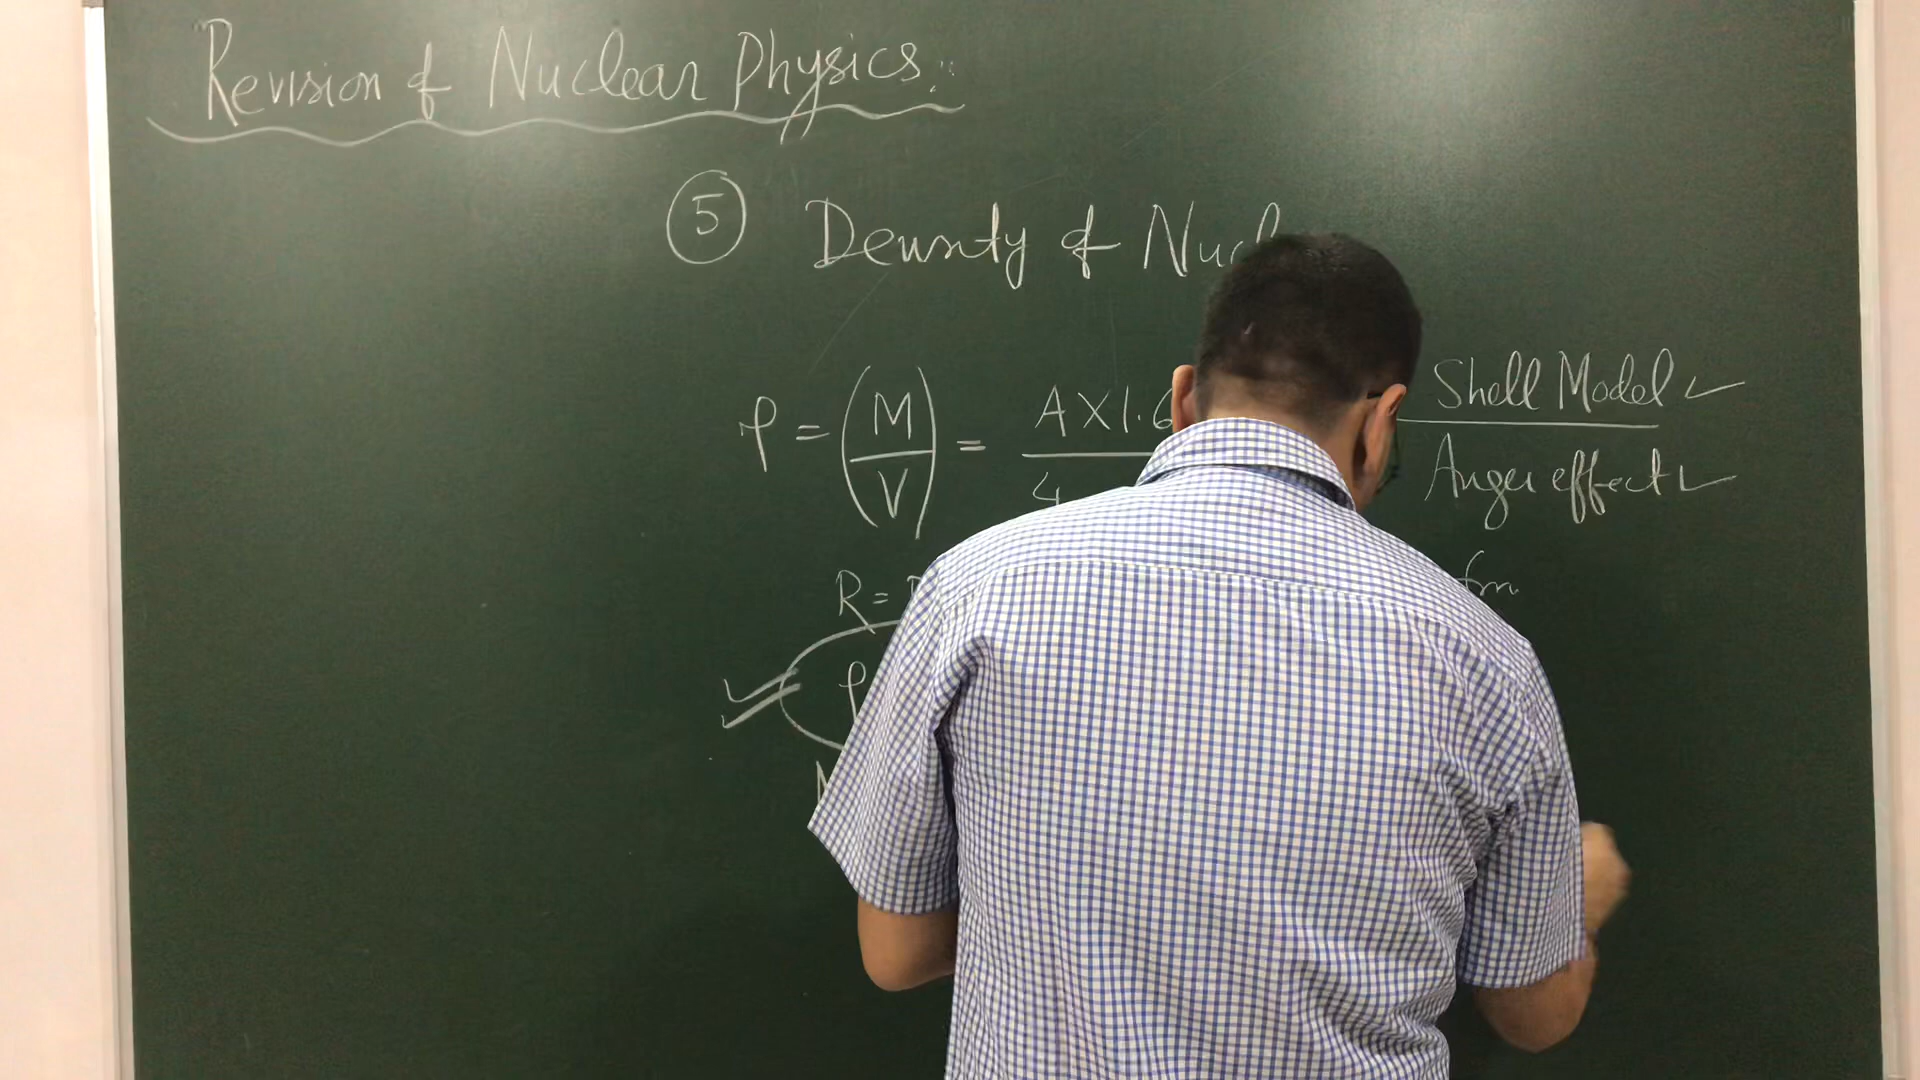 Revision of Nuclear Physics.
5 Density of Nucl
ρ = (M/V) = A X 1.6
4
Shell Model
Auger effect
R =
fm
ρ